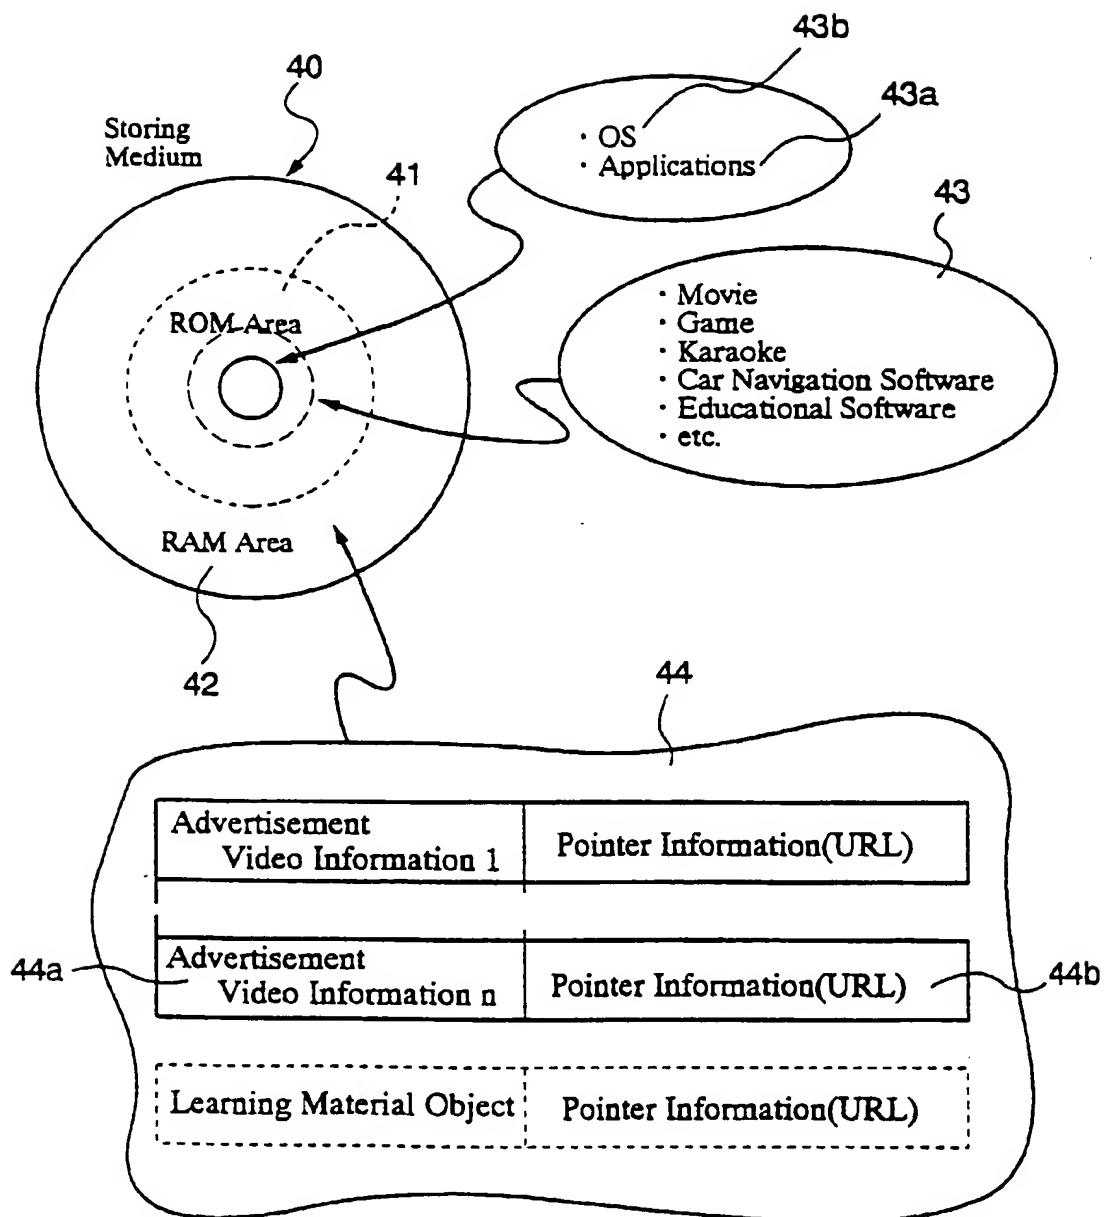 43b
40
43a
Storing
Medium
· OS
· Applications
41
43
· Movie
· Game
· Karaoke
· Car Navigation Software
· Educational Software
· etc.
ROM Area
RAM Area
42
44
Advertisement
Video Information 1
Pointer Information(URL)
44a
Advertisement
Video Information n
Pointer Information(URL)
44b
Learning Material Object
Pointer Information(URL)